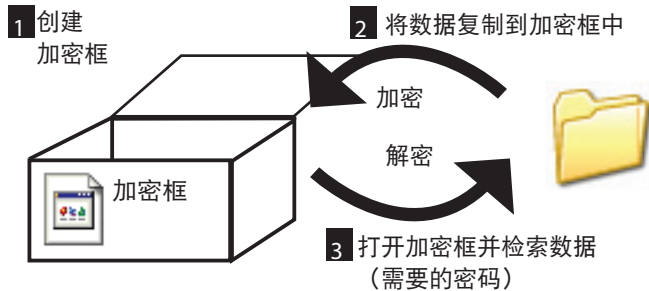 1 创建
加密框
2 将数据复制到加密框中
加密
解密
加密框
3 打开加密框并检索数据
（需要的密码）